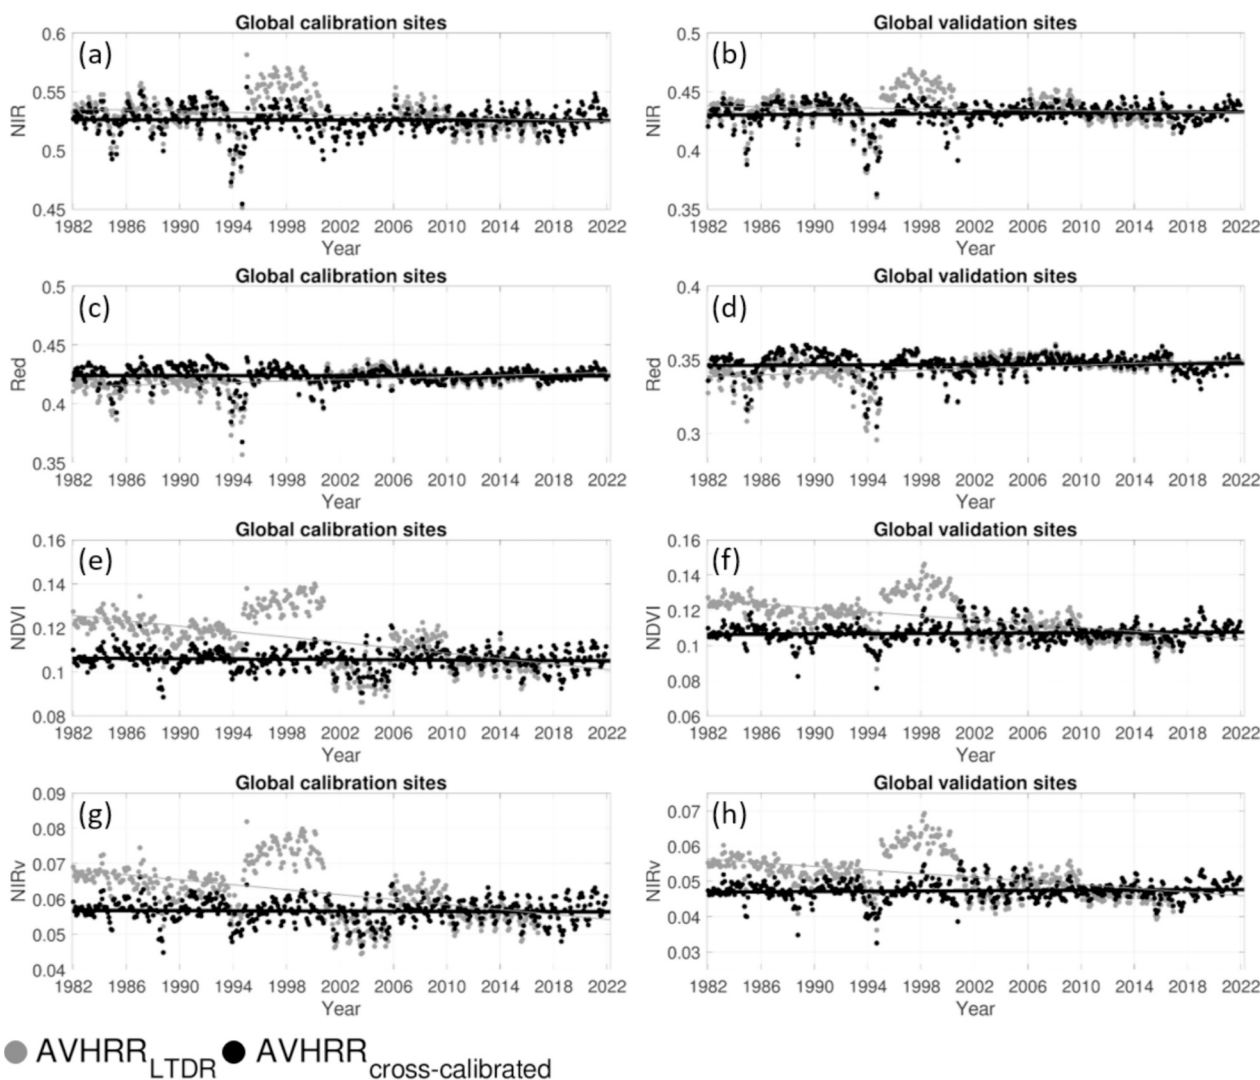 Global calibration sites
(a)
NIR
0.6
0.55
0.5
0.45
1982 1986 1990 1994 1998 2002 2006 2010 2014 2018 2022
Year
Global validation sites
(b)
NIR
0.5
0.45
0.4
0.35
1982 1986 1990 1994 1998 2002 2006 2010 2014 2018 2022
Year
Global calibration sites
(c)
Red
0.5
0.45
0.4
0.35
1982 1986 1990 1994 1998 2002 2006 2010 2014 2018 2022
Year
Global validation sites
(d)
Red
0.4
0.35
0.3
1982 1986 1990 1994 1998 2002 2006 2010 2014 2018 2022
Year
Global calibration sites
(e)
NDVI
0.16
0.14
0.12
0.1
0.08
1982 1986 1990 1994 1998 2002 2006 2010 2014 2018 2022
Year
Global validation sites
(f)
NDVI
0.16
0.14
0.12
0.1
0.08
0.06
1982 1986 1990 1994 1998 2002 2006 2010 2014 2018 2022
Year
Global calibration sites
(g)
NIRv
0.09
0.08
0.07
0.06
0.05
0.04
1982 1986 1990 1994 1998 2002 2006 2010 2014 2018 2022
Year
Global validation sites
(h)
NIRv
0.07
0.06
0.05
0.04
0.03
1982 1986 1990 1994 1998 2002 2006 2010 2014 2018 2022
Year
AVHRR LTDR AVHRR cross-calibrated